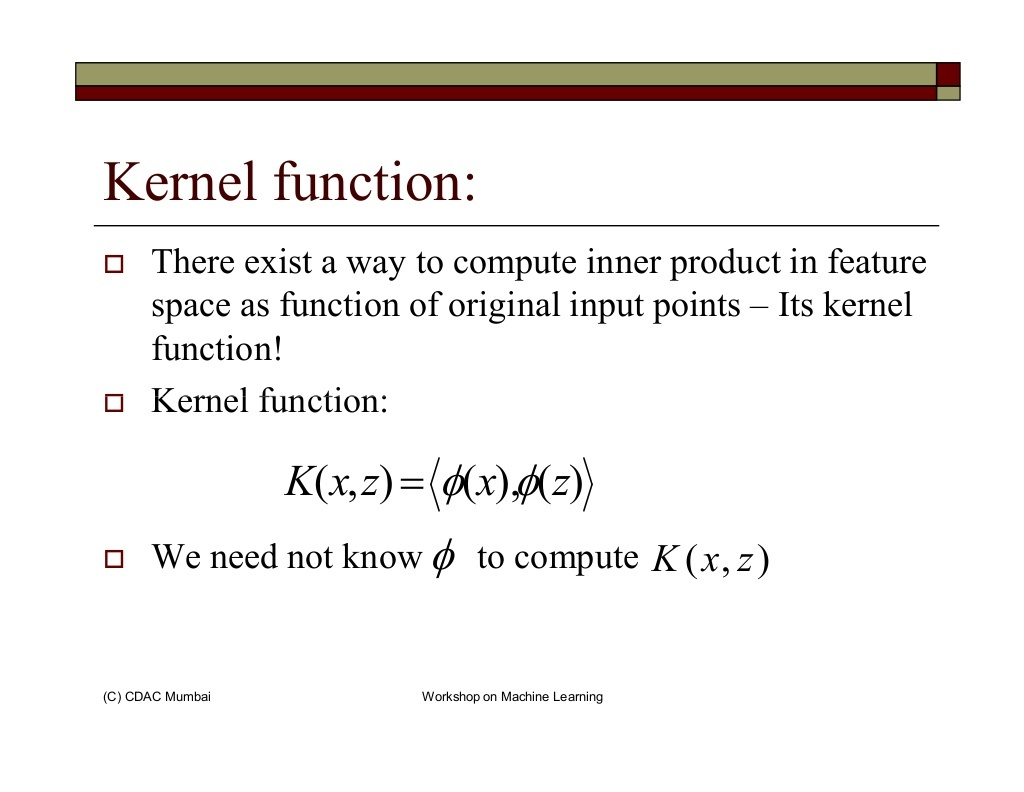 Kernel function:
There exist a way to compute inner product in feature
space as function of original input points – Its kernel
function!
Kernel function:
K(x,z)=⟨ϕ(x),ϕ(z)⟩
We need not know ϕ to compute K(x,z)
(C) CDAC Mumbai
Workshop on Machine Learning